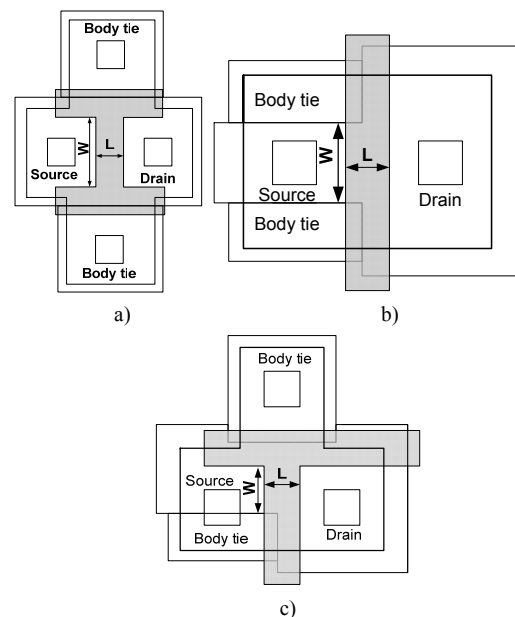 Body tie
W
L
Source
Drain
Body tie
a)
Body tie
W
L
Source
Drain
Body tie
b)
Body tie
Source
W
L
Body tie
Drain
c)